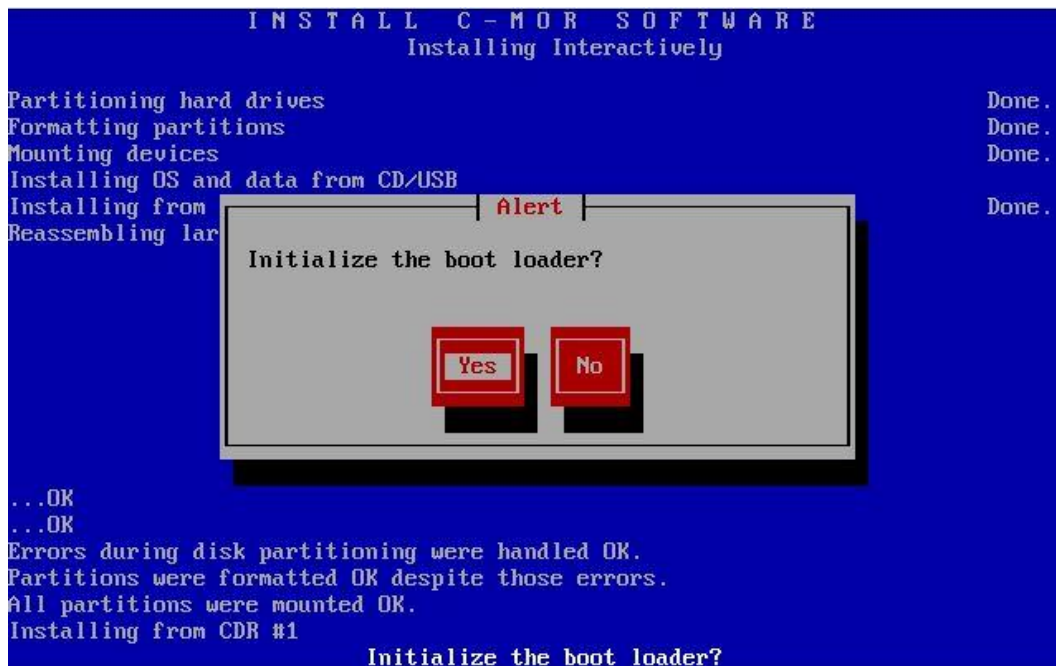 INSTALL C-MOR SOFTWARE
Installing Interactively
Partitioning hard drives Done.
Formatting partitions Done.
Mounting devices Done.
Installing OS and data from CD/USB
Installing from Done.
Reassembling lar
Alert
Initialize the boot loader?
Yes No
...OK
...OK
Errors during disk partitioning were handled OK.
Partitions were formatted OK despite those errors.
All partitions were mounted OK.
Installing from CDR #1
Initialize the boot loader?